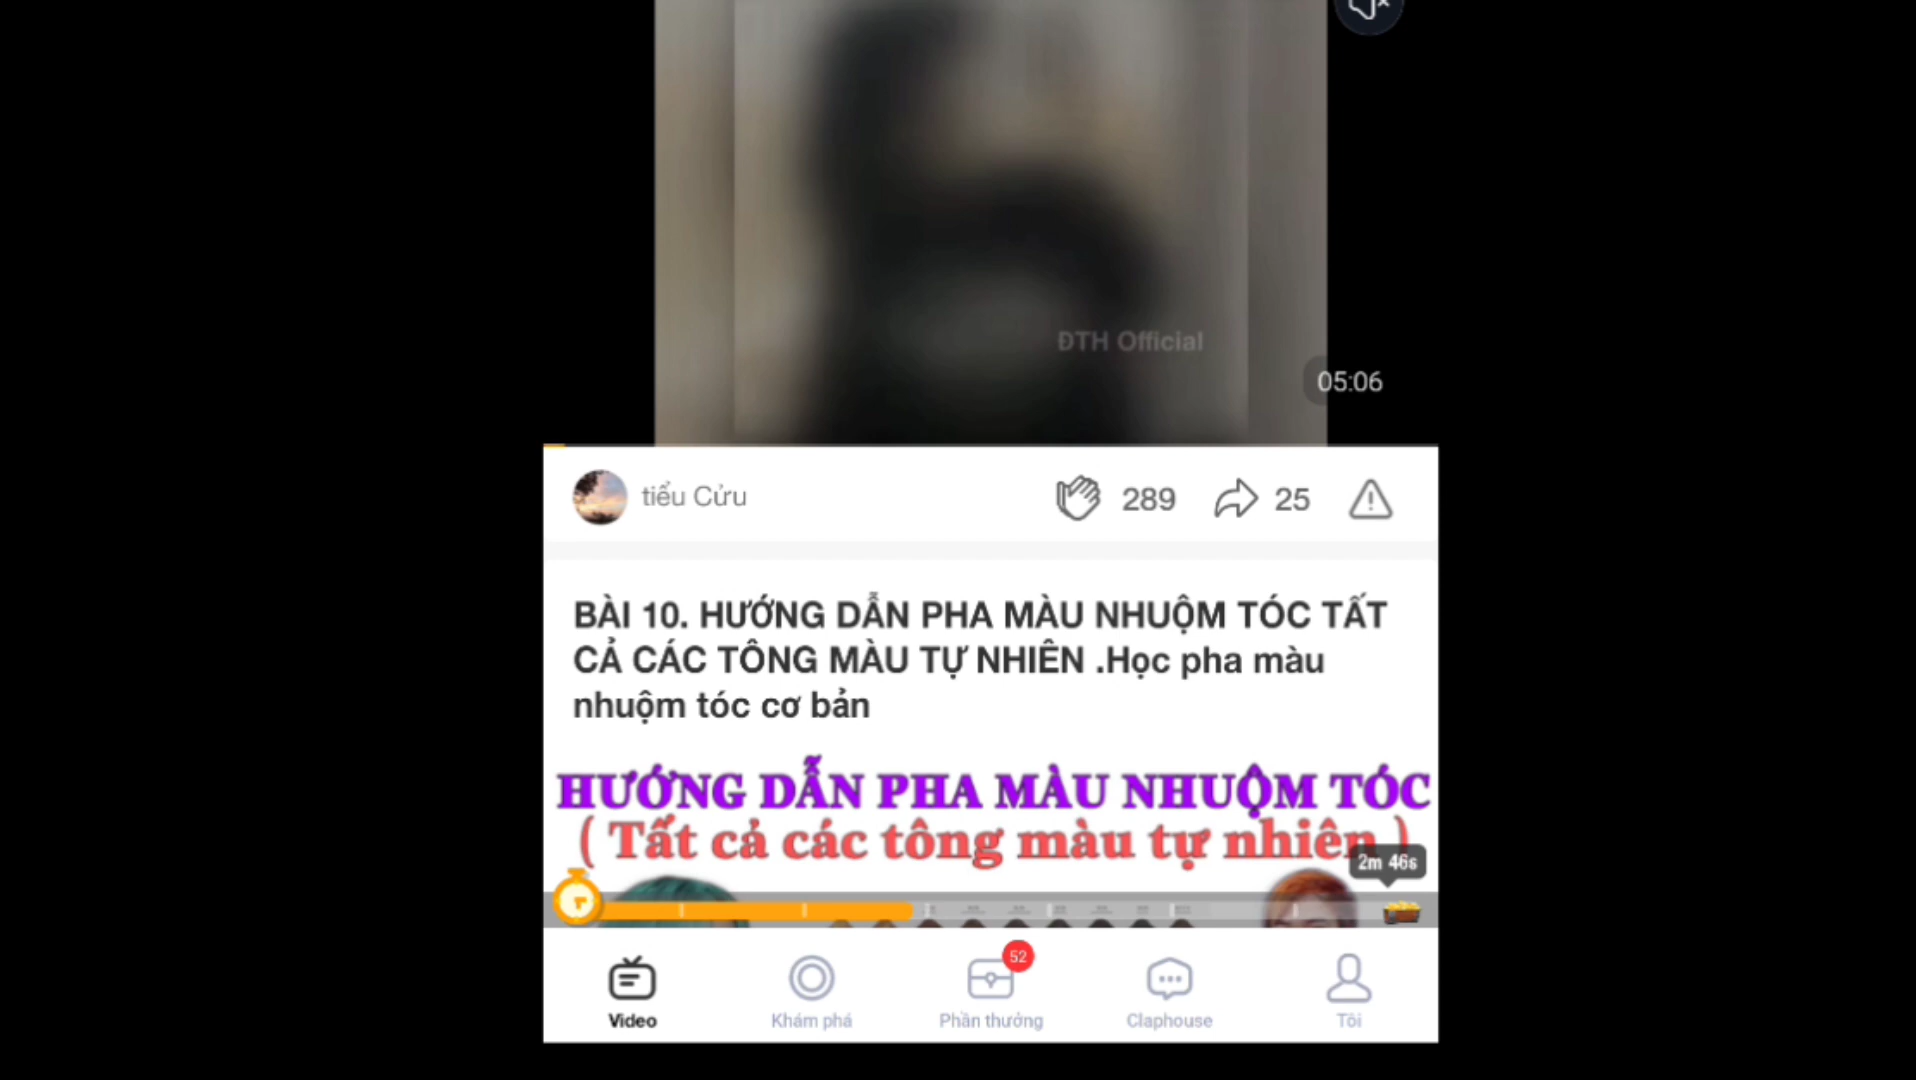 ĐTH Official
05:06
tiểu Cửu
289
25
BÀI 10. HƯỚNG DẪN PHA MÀU NHUỘM TÓC TẤT
CẢ CÁC TÔNG MÀU TỰ NHIÊN .Học pha màu
nhuộm tóc cơ bản
HƯỚNG DẪN PHA MÀU NHUỘM TÓC
( Tất cả các tông màu tự nhiên )
2m 46s
52
Video
Khám phá
Phần thưởng
Claphouse
Tôi